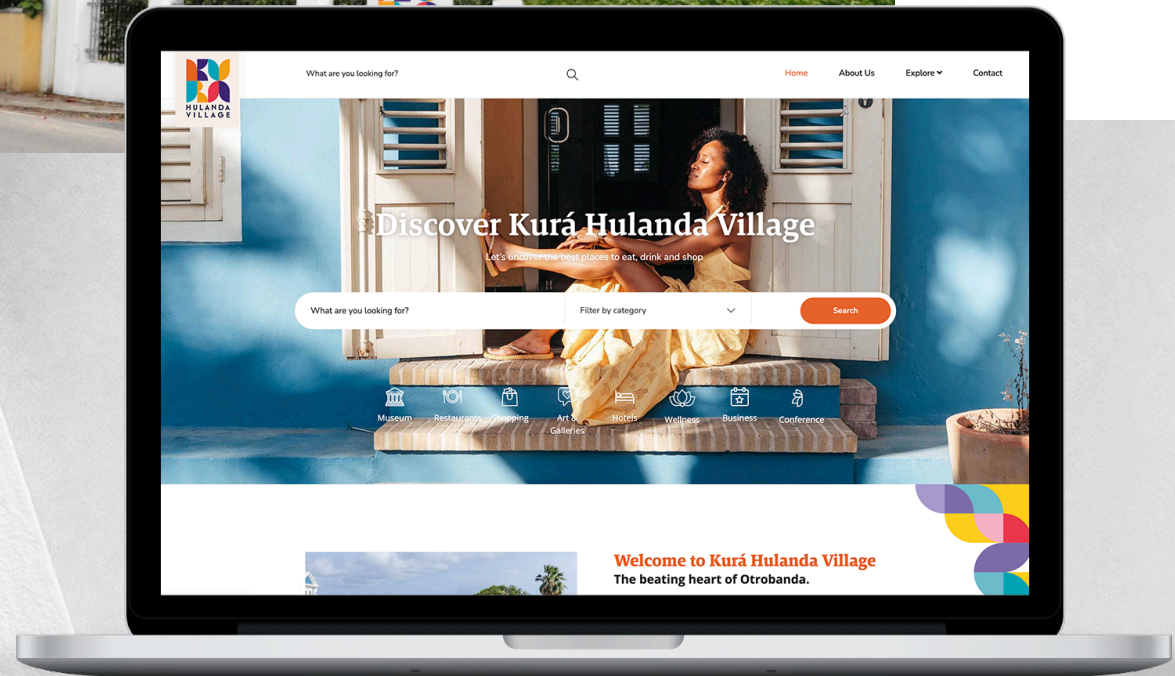 KURA
HULANDA
VILLAGE
What are you looking for?
Home
About Us
Explore
Contact
Discover Kurá Hulanda Village
Let's uncover the best places to eat, drink and shop
What are you looking for?
Filter by category
Search
Museum
Restaurants
Shopping
Art &
Galleries
Hotels
Wellness
Business
Conference
Welcome to Kurá Hulanda Village
The beating heart of Otrobanda.